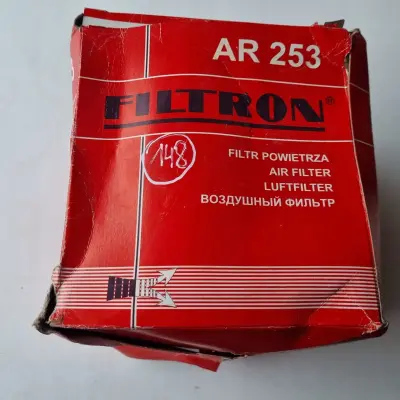 AR 253
FILTRON®
148
FILTR POWIETRZA
AIR FILTER
LUFTFILTER
ВОЗДУШНЫЙ ФИЛЬТР